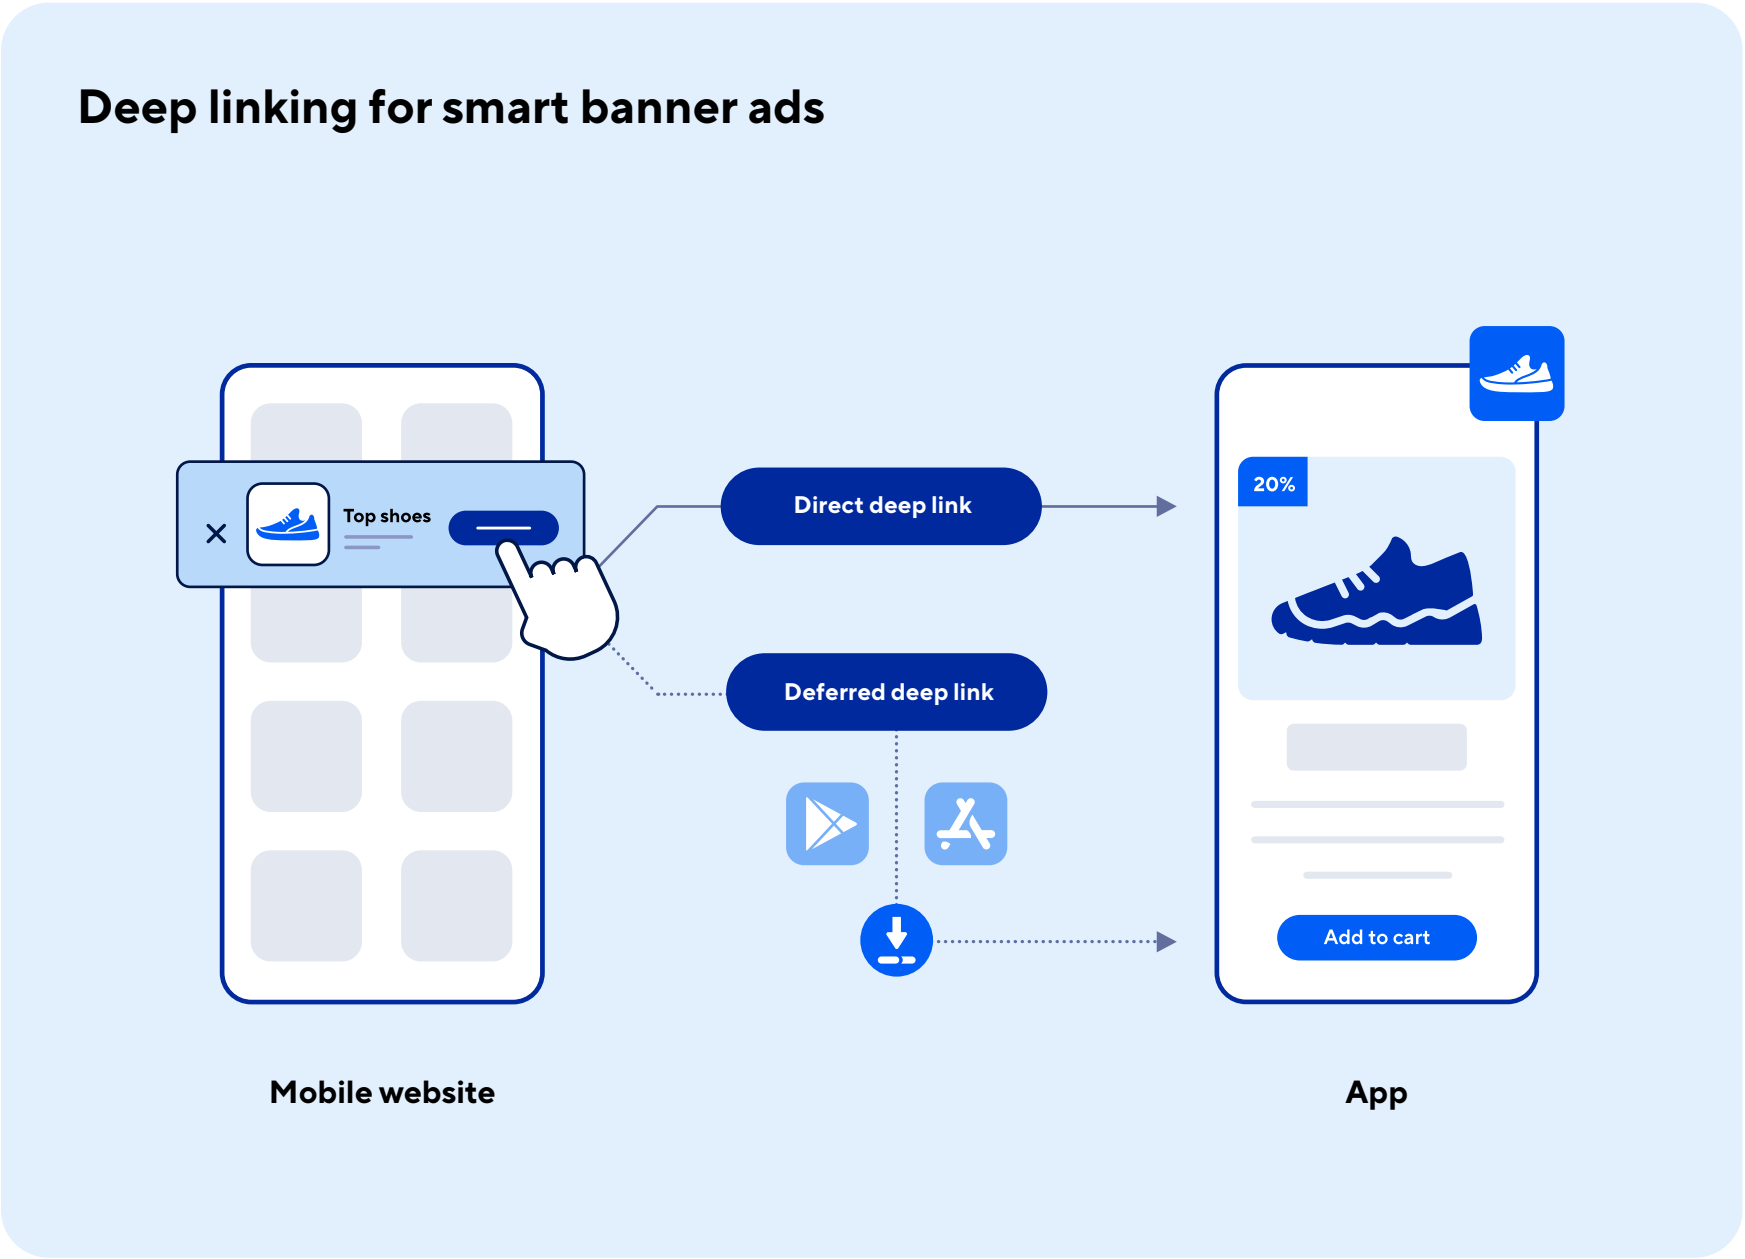 Deep linking for smart banner ads
Top shoes
Direct deep link
Deferred deep link
20%
Add to cart
Mobile website
App